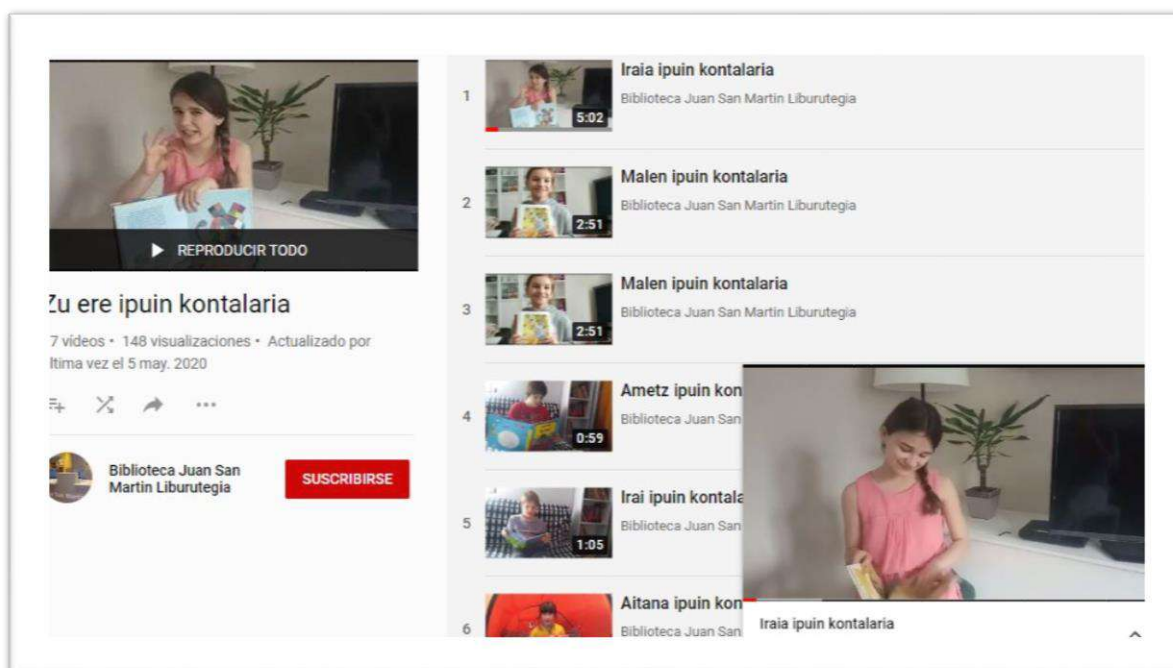 REPRODUCIR TODO
Zu ere ipuin kontalaria
7 vídeos • 148 visualizaciones • Actualizado por
ltima vez el 5 may. 2020
Biblioteca Juan San
Martin Liburutegia
SUSCRIBIRSE
1
5:02
Iraia ipuin kontalaria
Biblioteca Juan San Martin Liburutegia
2
2:51
Malen ipuin kontalaria
Biblioteca Juan San Martin Liburutegia
3
2:51
Malen ipuin kontalaria
Biblioteca Juan San Martin Liburutegia
4
0:59
Ametz ipuin kon
Biblioteca Juan San
5
1:05
Irai ipuin kontala
Biblioteca Juan San
6
Aitana ipuin kon
Biblioteca Juan San
Iraia ipuin kontalaria